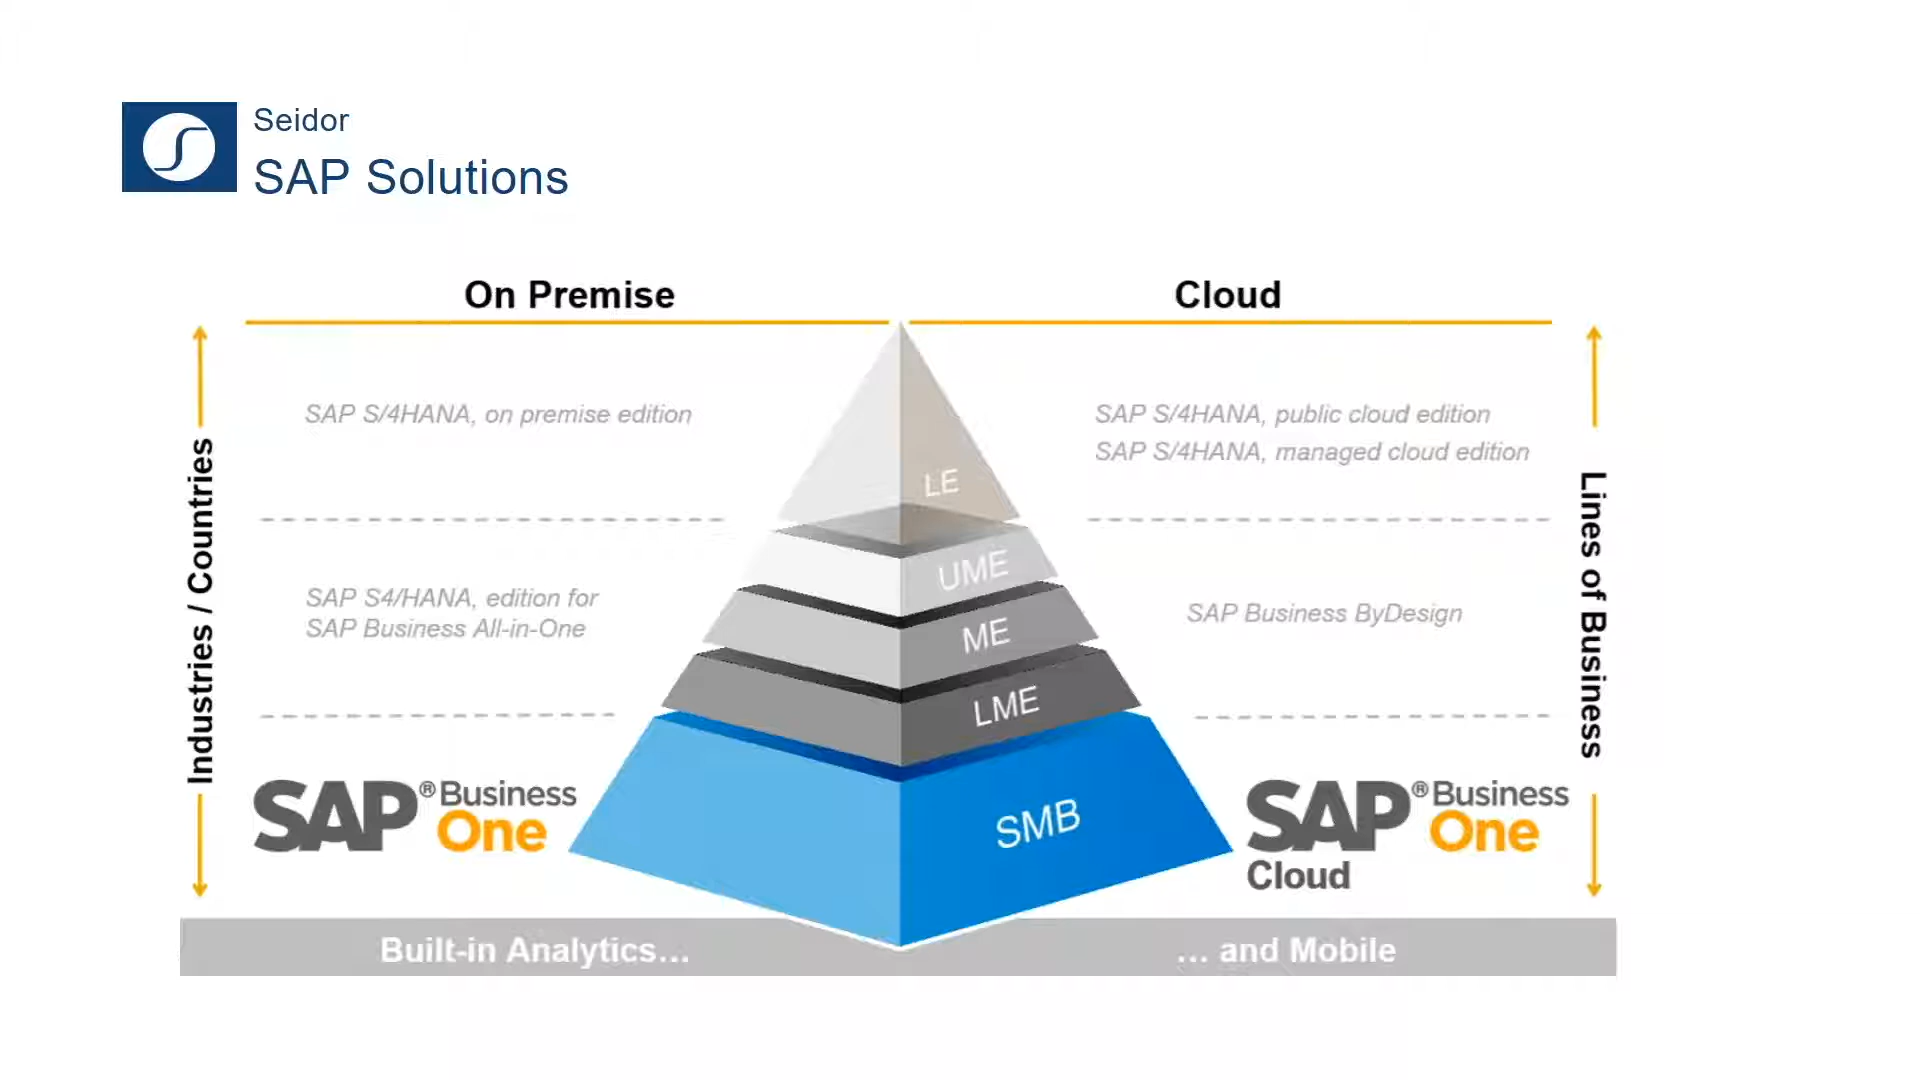 Seidor
SAP Solutions
On Premise
Cloud
Industries / Countries
SAP S/4HANA, on premise edition
SAP S/4HANA, public cloud edition
SAP S/4HANA, managed cloud edition
Lines of Business
LE
UME
SAP S4/HANA, edition for
SAP Business All-in-One
ME
SAP Business ByDesign
LME
SAP® Business
One
SMB
SAP® Business
One
Cloud
Built-in Analytics...
... and Mobile